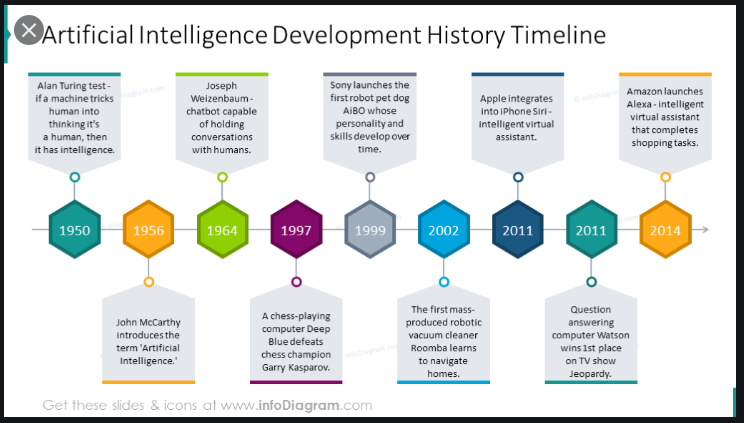 Artificial Intelligence Development History Timeline
Alan Turing test -
if a machine tricks
human into
thinking it's
a human, then
it has intelligence.
Joseph
Weizenbaum -
chatbot capable
of holding
conversations
with humans.
Sony launches the
first robot pet dog
AiBO whose
personality and
skills develop over
time.
Apple integrates
into iPhone Siri -
intelligent virtual
assistant.
Amazon launches
Alexa - intelligent
virtual assistant
that completes
shopping tasks.
1950
1956
1964
1997
1999
2002
2011
2011
2014
John McCarthy
introduces the
term 'Artificial
Intelligence.'
A chess-playing
computer Deep
Blue defeats
chess champion
Garry Kasparov.
The first mass-
produced robotic
vacuum cleaner
Roomba learns
to navigate
homes.
Question
answering
computer Watson
wins 1st place
on TV show
Jeopardy.
Get these slides & icons at www.infoDiagram.com